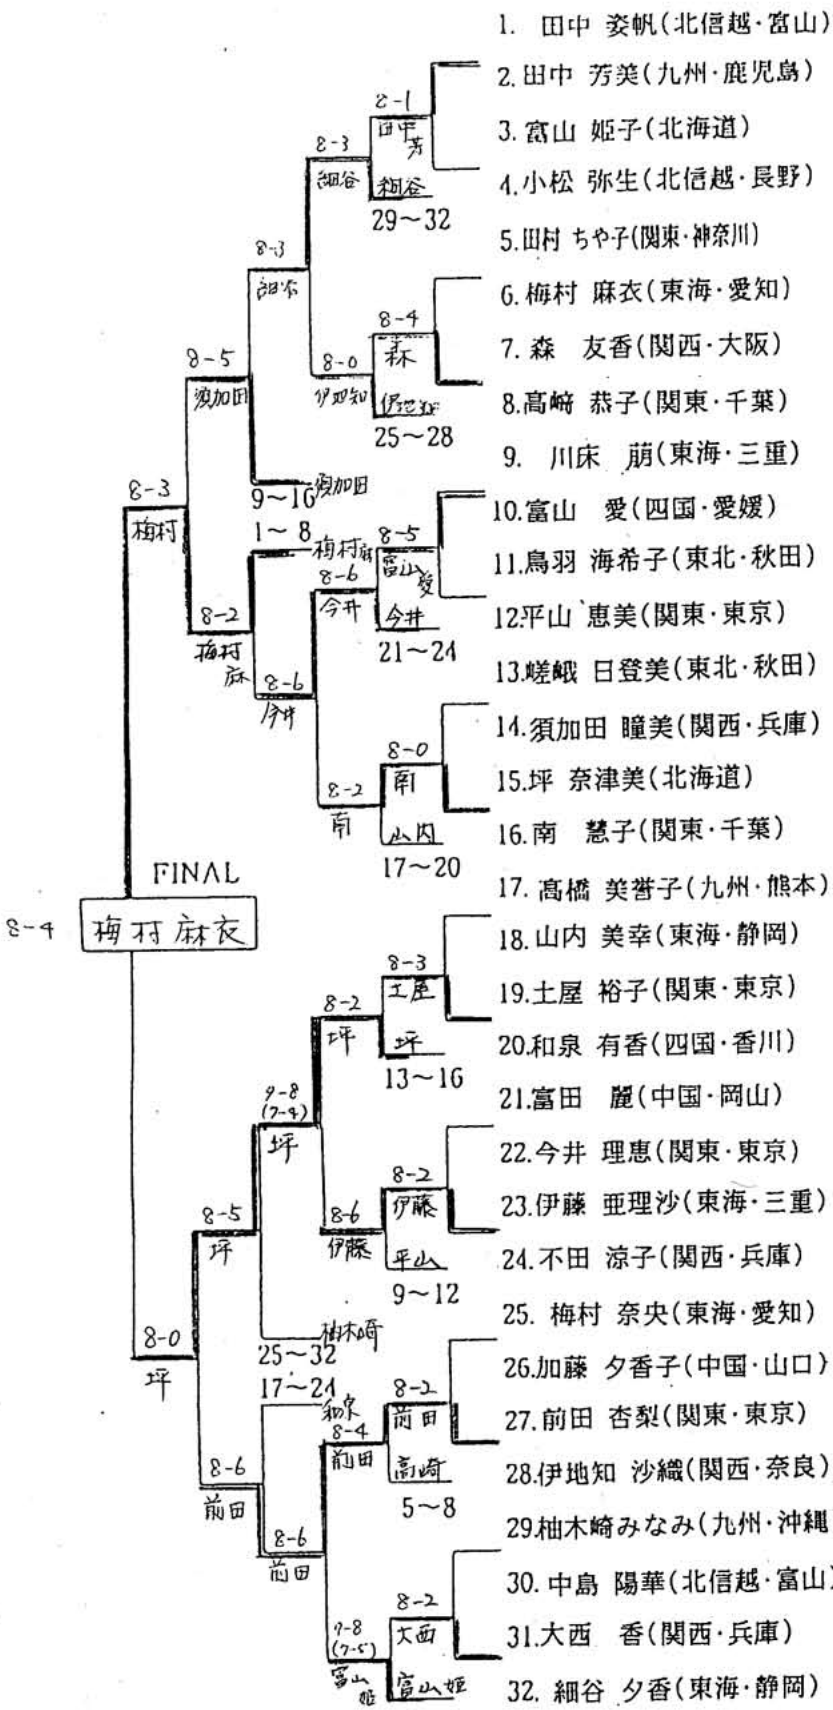 1. 田中 姿帆(北信越・富山)
2.田中 芳美(九州・鹿児島)
8-1
田中芳
3. 富山 姫子(北海道)
8-3
細谷
細谷
4.小松 弥生(北信越・長野)
29～32
5.田村 ちや子(関東・神奈川)
8-3
細谷
6.梅村 麻衣(東海・愛知)
8-4
森
7. 森 友香(関西・大阪)
8-5
須加田
8-0
伊地知
伊地知
8.高﨑 恭子(関東・千葉)
25～28
9. 川床 萠(東海・三重)
8-3
梅村
9～16
須加田
10.富山 愛(四国・愛媛)
1～8
梅村麻
8-5
富山愛
11.鳥羽 海希子(東北・秋田)
8-6
今井
今井
12.平山 恵美(関東・東京)
8-2
梅村麻
21～24
13.嵯峨 日登美(東北・秋田)
8-6
今井
14.須加田 瞳美(関西・兵庫)
8-0
南
15.坪 奈津美(北海道)
8-2
南
山内
16.南 慧子(関東・千葉)
17～20
FINAL
17. 髙橋 美誉子(九州・熊本)
8-4
梅村麻衣
18.山内 美幸(東海・静岡)
8-3
土屋
19.土屋 裕子(関東・東京)
8-2
坪
坪
20.和泉 有香(四国・香川)
13～16
9-8
(7-4)
坪
21.富田 麗(中国・岡山)
22.今井 理恵(関東・東京)
8-2
伊藤
23.伊藤 亜理沙(東海・三重)
8-5
坪
8-6
伊藤
平山
24.不田 涼子(関西・兵庫)
9～12
25. 梅村 奈央(東海・愛知)
8-0
坪
柚木崎
25～32
26.加藤 夕香子(中国・山口)
17～24
和泉
8-2
前田
27.前田 杏梨(関東・東京)
8-4
前田
高崎
28.伊地知 沙織(関西・奈良)
8-6
前田
5～8
29.柚木崎みなみ(九州・沖縄
8-6
前田
30. 中島 陽華(北信越・富山)
8-2
大西
31.大西 香(関西・兵庫)
9-8
(7-5)
富山姫
富山姫
32. 細谷 夕香(東海・静岡)